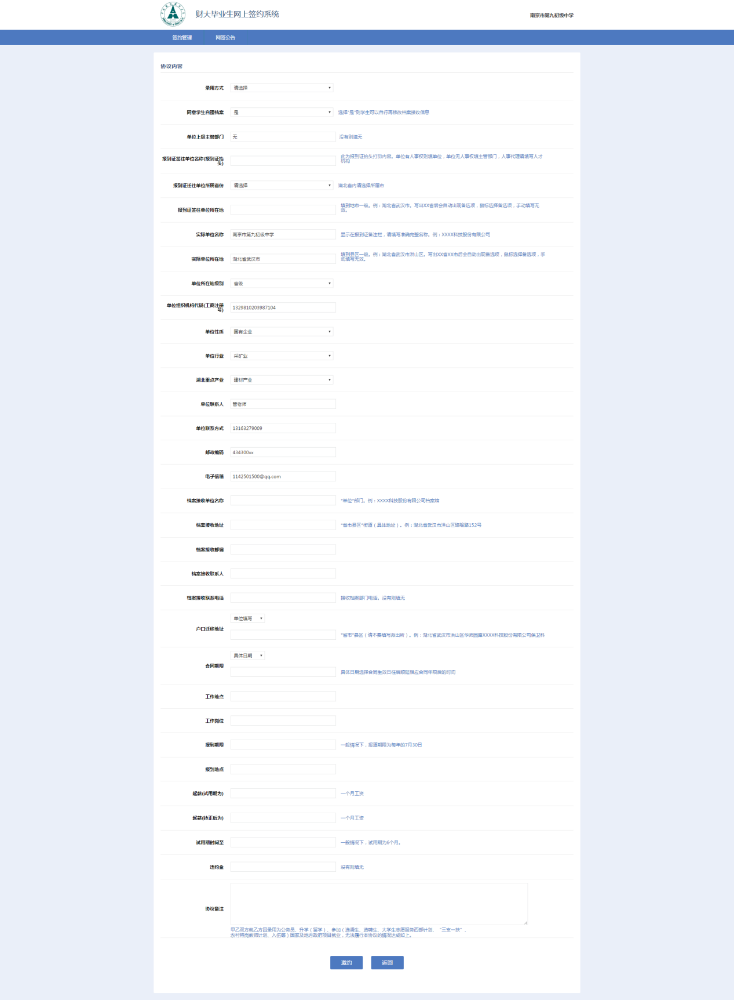 财大毕业生网上签约系统
南京市第九初级中学
签约管理 网签公告
协议内容
录用方式 请选择
同意学生自理档案 是 选择"是"则学生可以自行再修改档案接收信息
单位上级主管部门 无 没有则填无
报到证签往单位名称(报到证抬
头)
此为报到证抬头打印内容。单位有人事权则填单位，单位无人事权填主管部门，人事代理请填写人才
机构
报到证迁往单位所属省份 请选择 湖北省内请选择所属市
报到证签往单位所在地
填到地市一级。例：湖北省武汉市。写出XX省后会自动出现备选项，鼠标选择备选项，手动填写无
效。
实际单位名称 南京市第九初级中学 显示在报到证备注栏，请填写准确完整名称。例：XXXX科技股份有限公司
实际单位所在地 湖北省武汉市
填到县区一级。例：湖北省武汉市洪山区。写出XX省XX市后会自动出现备选项，鼠标选择备选项，手
动填写无效。
单位所在地级别 省级
单位组织机构代码(工商注册
号)
1329810203987104
单位性质 国有企业
单位行业 采矿业
湖北重点产业 建材产业
单位联系人 管老师
单位联系方式 13163279009
邮政编码 434300xx
电子信箱 1142501500@qq.com
档案接收单位名称 *单位*部门。例：XXXX科技股份有限公司档案馆
档案接收地址 *省市县区*街道（具体地址）。例：湖北省武汉市洪山区珞喻路152号
档案接收邮编
档案接收联系人
档案接收联系电话 接收档案部门电话。没有则填无
单位填写
户口迁移地址
*省市*县区（请不要填写派出所）。例：湖北省武汉市洪山区华师园路XXXX科技股份有限公司保卫科
具体日期
合同期限
具体日期选择合同生效日往后顺延相应合同年限后的时间
工作地点
工作岗位
报到期限 一般情况下，报道期限为每年的7月30日
报到地点
起薪(试用期为) 一个月工资
起薪(转正后为) 一个月工资
试用期时间至 一般情况下，试用期为6个月。
违约金 没有则填无
协议备注
甲乙双方就乙方因录用为公务员、升学（留学）、参加（选调生、选聘生、大学生志愿服务西部计划、“三支一扶”、
农村特岗教师计划、入伍等）国家及地方政府项目就业，无法履行本协议的情况达成如上。
邀约 返回